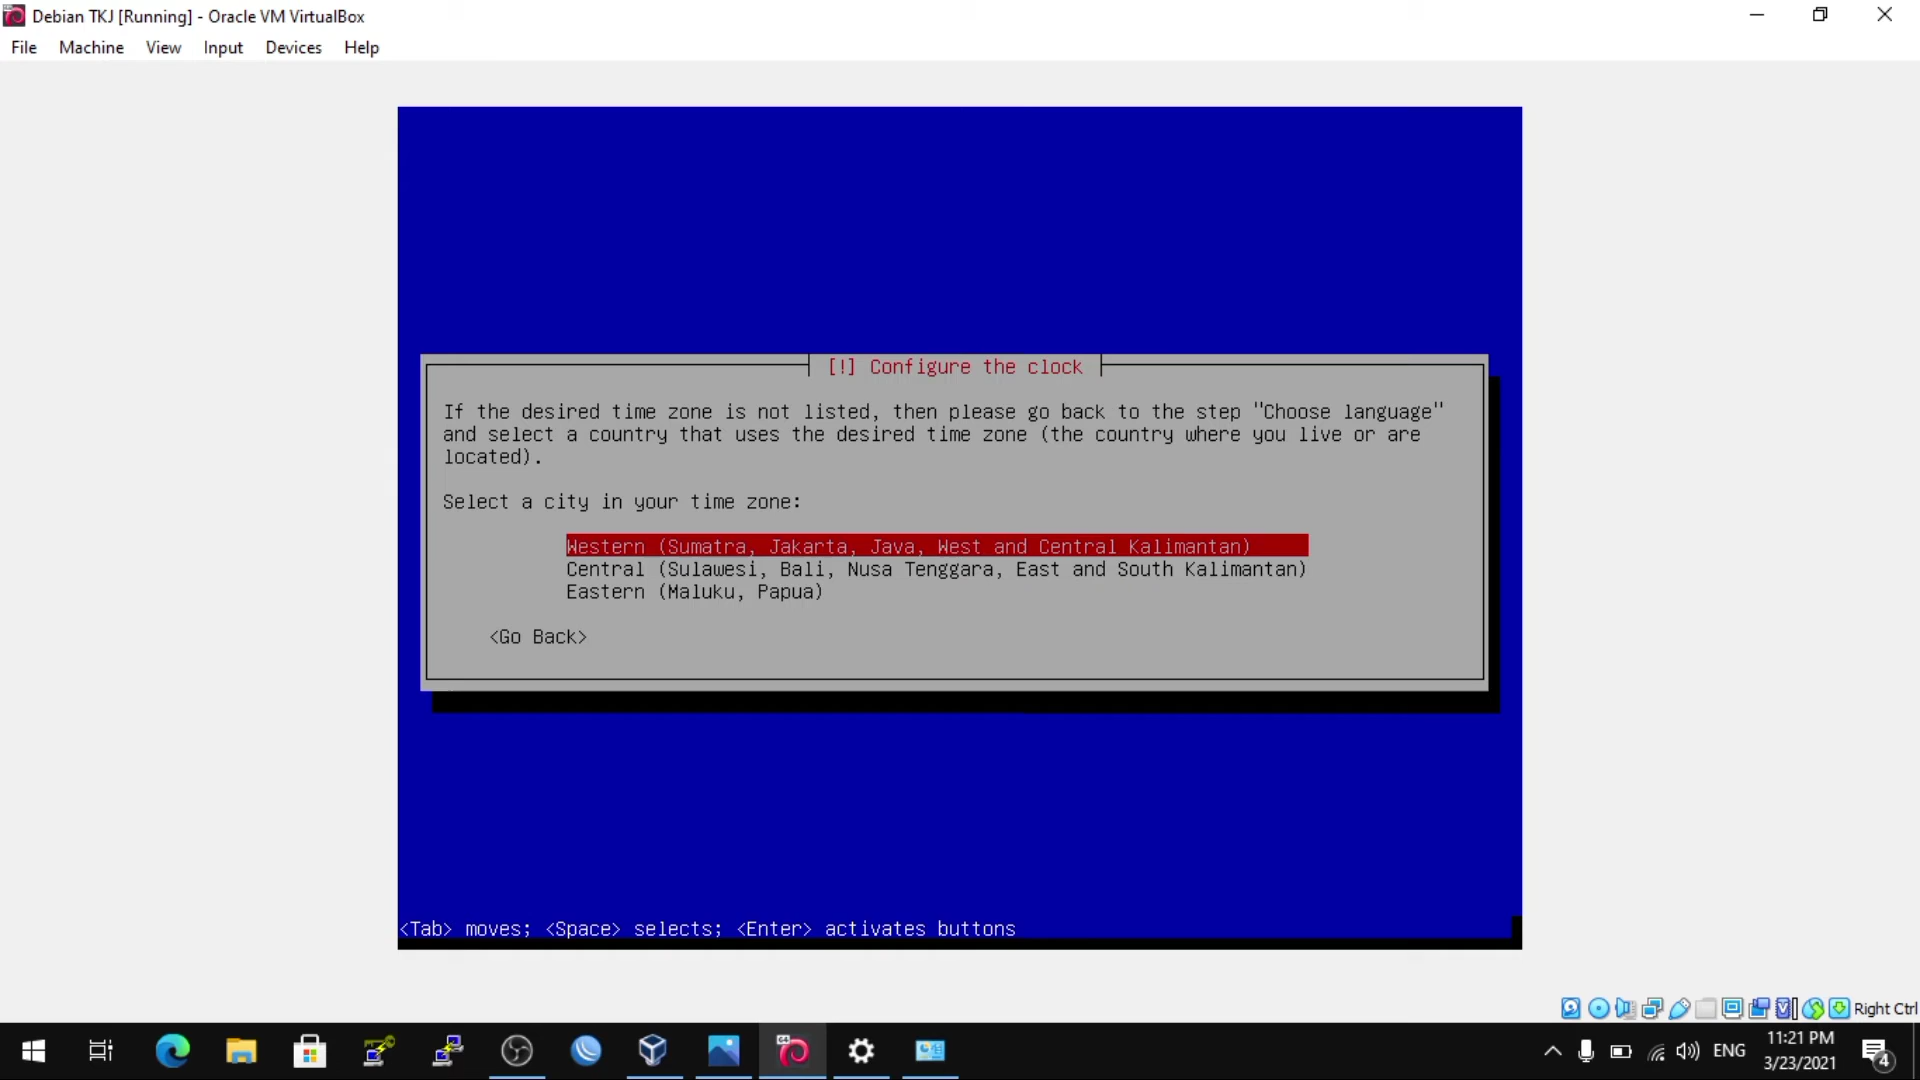 Debian TKJ [Running] - Oracle VM VirtualBox
File Machine View Input Devices Help
[!] Configure the clock
If the desired time zone is not listed, then please go back to the step "Choose language"
and select a country that uses the desired time zone (the country where you live or are
located).
Select a city in your time zone:
Western (Sumatra, Jakarta, Java, West and Central Kalimantan)
Central (Sulawesi, Bali, Nusa Tenggara, East and South Kalimantan)
Eastern (Maluku, Papua)
<Go Back>
<Tab> moves; <Space> selects; <Enter> activates buttons
Right Ctrl
64
ENG
11:21 PM
3/23/2021
4